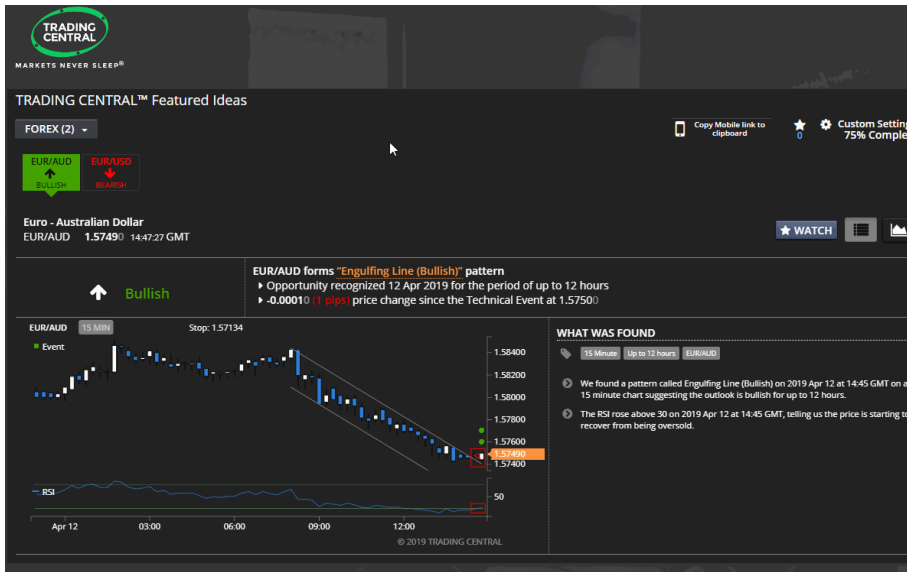 TRADING
CENTRAL
MARKETS NEVER SLEEP®
TRADING CENTRAL™ Featured Ideas
FOREX (2)
Copy Mobile link to
clipboard
0
Custom Setting
75% Comple
EUR/AUD
BULLISH
EUR/USD
BEARISH
Euro - Australian Dollar
EUR/AUD 1.57490 14:47:27 GMT
WATCH
Bullish
EUR/AUD forms "Engulfing Line (Bullish)" pattern
Opportunity recognized 12 Apr 2019 for the period of up to 12 hours
-0.00010 (1 pips) price change since the Technical Event at 1.57500
EUR/AUD 15 MIN Stop: 1.57134
Event
1.58400
1.58200
1.58000
1.57800
1.57600
1.57490
1.57400
RSI
50
Apr 12 03:00 06:00 09:00 12:00
© 2019 TRADING CENTRAL
WHAT WAS FOUND
15 Minute Up to 12 hours EUR/AUD
We found a pattern called Engulfing Line (Bullish) on 2019 Apr 12 at 14:45 GMT on a
15 minute chart suggesting the outlook is bullish for up to 12 hours.
The RSI rose above 30 on 2019 Apr 12 at 14:45 GMT, telling us the price is starting to
recover from being oversold.